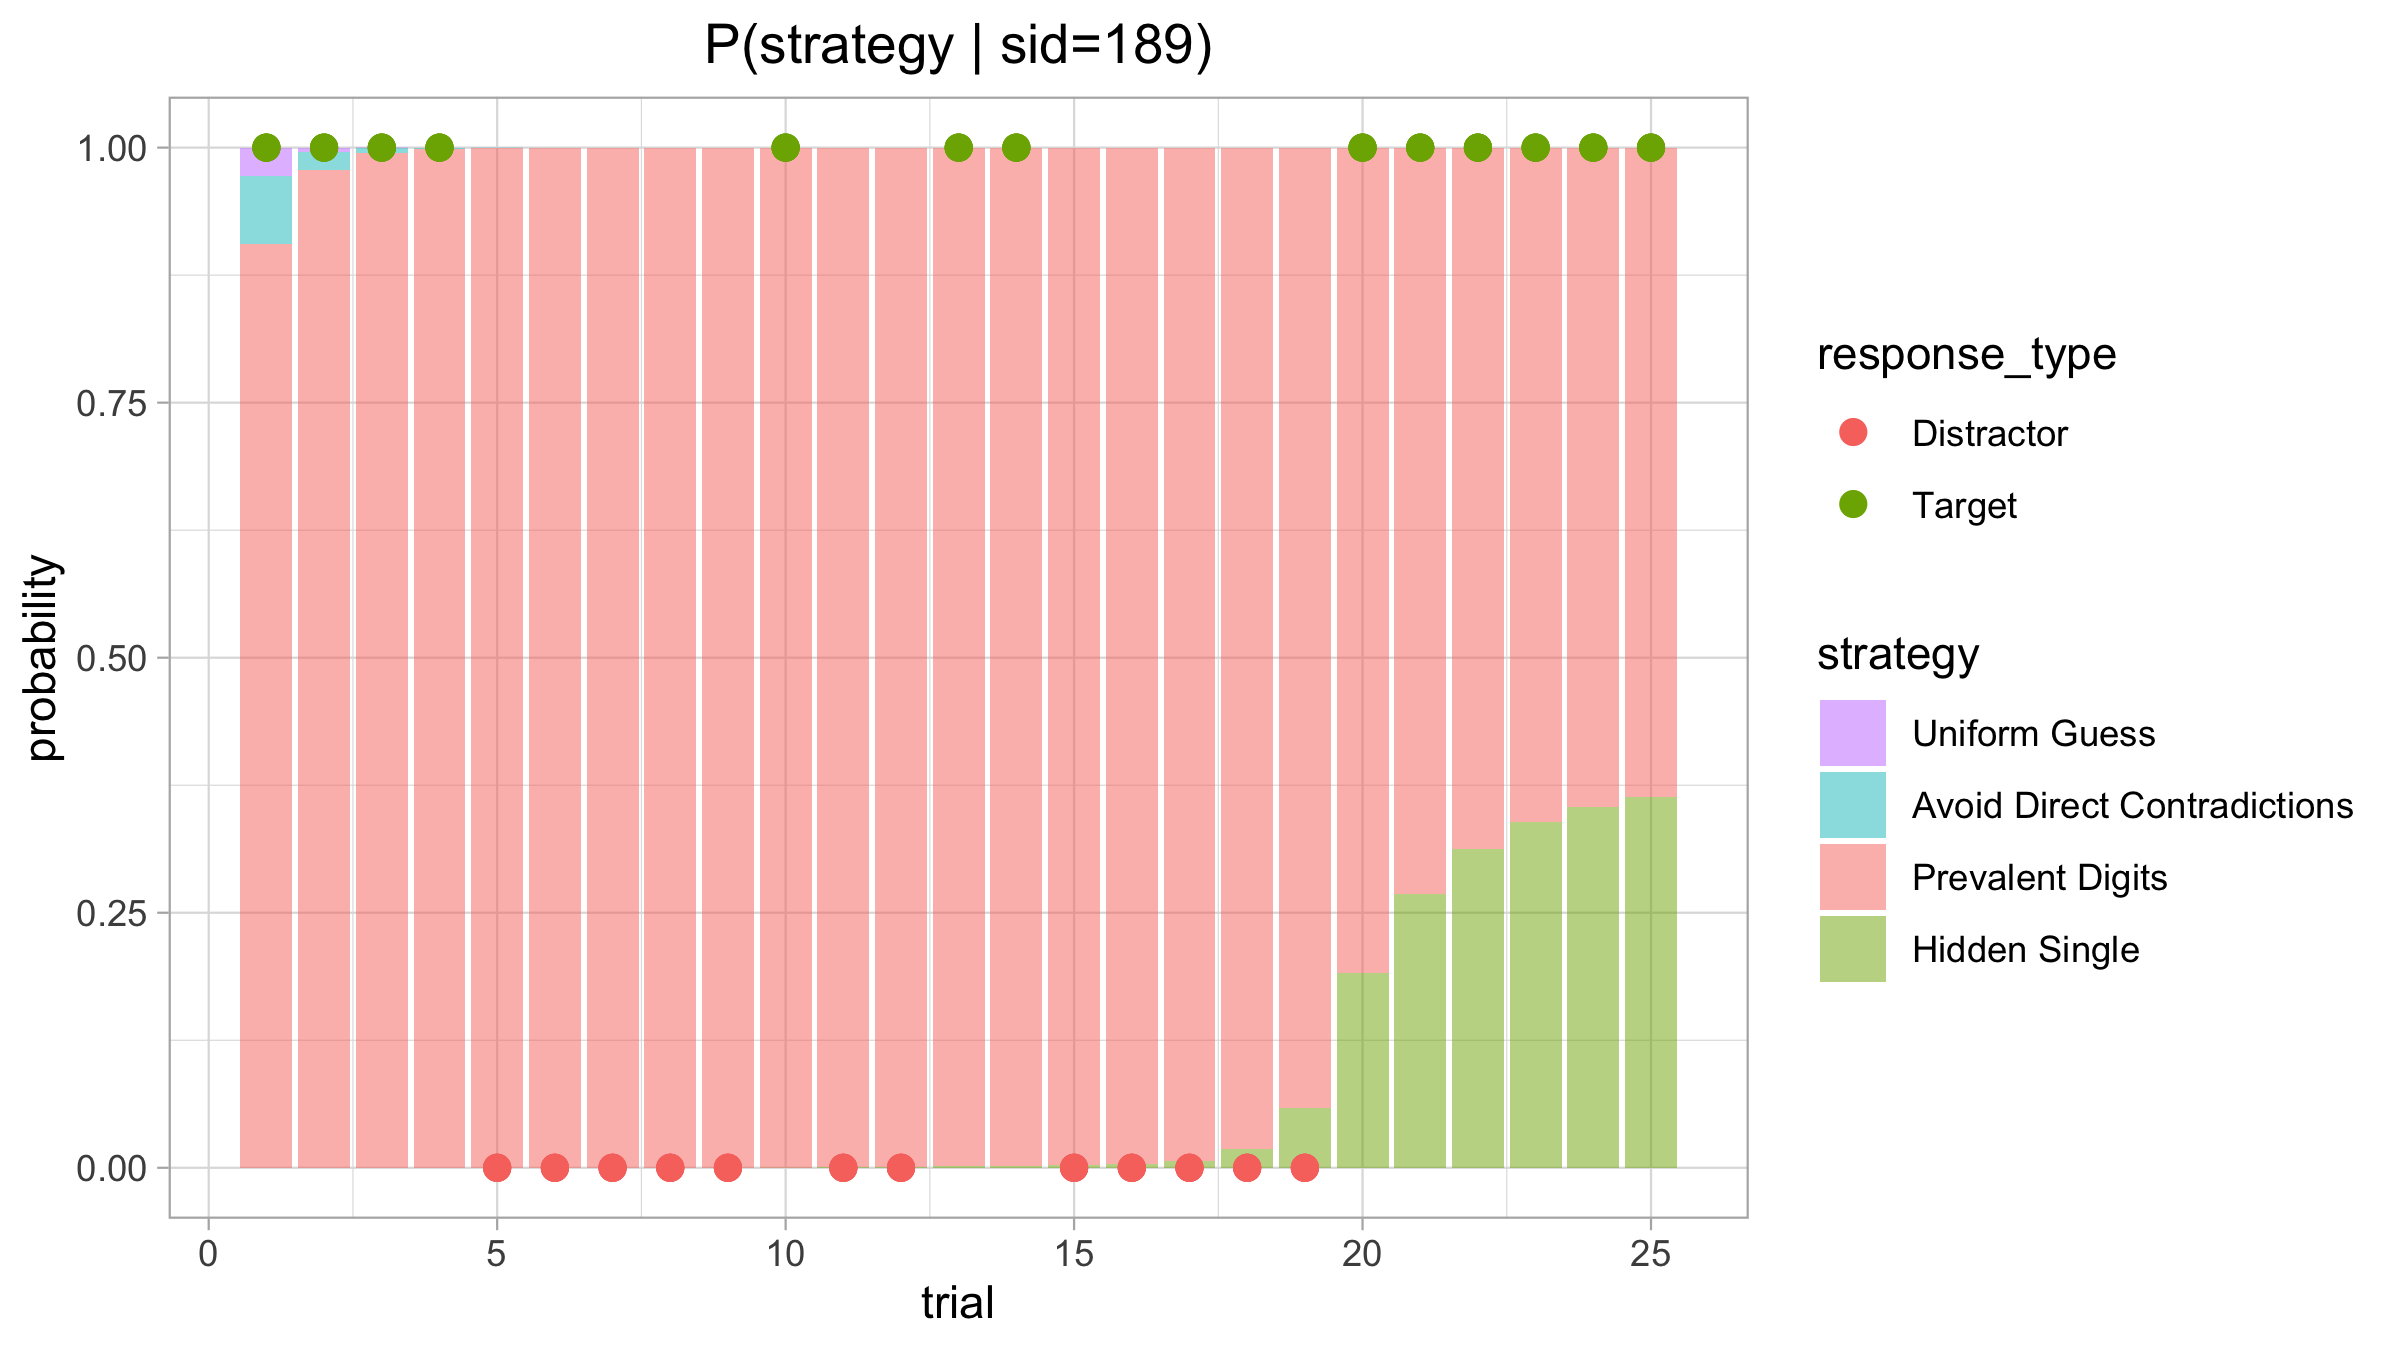 P(strategy | sid=189)
1.00
0.75
0.50
0.25
0.00
probability
0 5 10 15 20 25
trial
response_type
Distractor
Target
strategy
Uniform Guess
Avoid Direct Contradictions
Prevalent Digits
Hidden Single